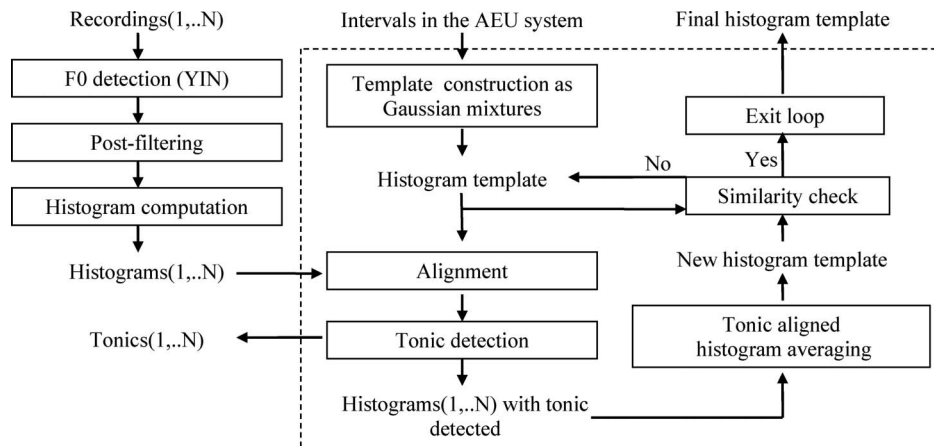 Recordings(1,..N)
F0 detection (YIN)
Post-filtering
Histogram computation
Histograms(1,..N)
Tonics(1,..N)
Intervals in the AEU system
Template construction as
Gaussian mixtures
Histogram template
Alignment
Tonic detection
Histograms(1,..N) with tonic
detected
Final histogram template
Exit loop
No
Yes
Similarity check
New histogram template
Tonic aligned
histogram averaging